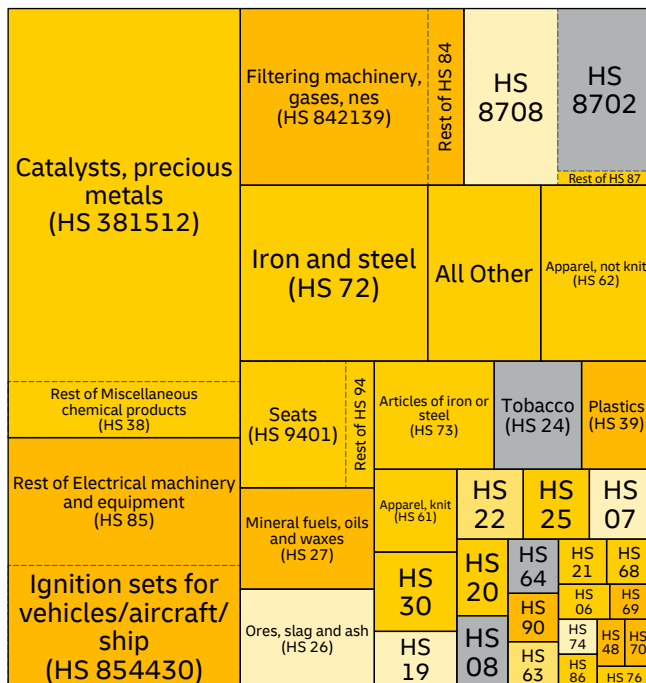 Catalysts, precious
metals
(HS 381512)
Rest of Miscellaneous
chemical products
(HS 38)
Rest of Electrical machinery
and equipment
(HS 85)
Ignition sets for
vehicles/aircraft/
ship
(HS 854430)
Filtering machinery,
gases, nes
(HS 842139)
Rest of HS 84
HS
8708
HS
8702
Rest of HS 87
Iron and steel
(HS 72)
All Other
Apparel, not knit
(HS 62)
Seats
(HS 9401)
Rest of HS 94
Articles of iron or
steel
(HS 73)
Tobacco
(HS 24)
Plastics
(HS 39)
Mineral fuels, oils
and waxes
(HS 27)
Ores, slag and ash
(HS 26)
Apparel, knit
(HS 61)
HS
30
HS
19
HS
22
HS
25
HS
07
HS
20
HS
08
HS
64
HS
90
HS
63
HS
21
HS
68
HS
06
HS
69
HS
74
HS
48
HS
70
HS
86
HS 76